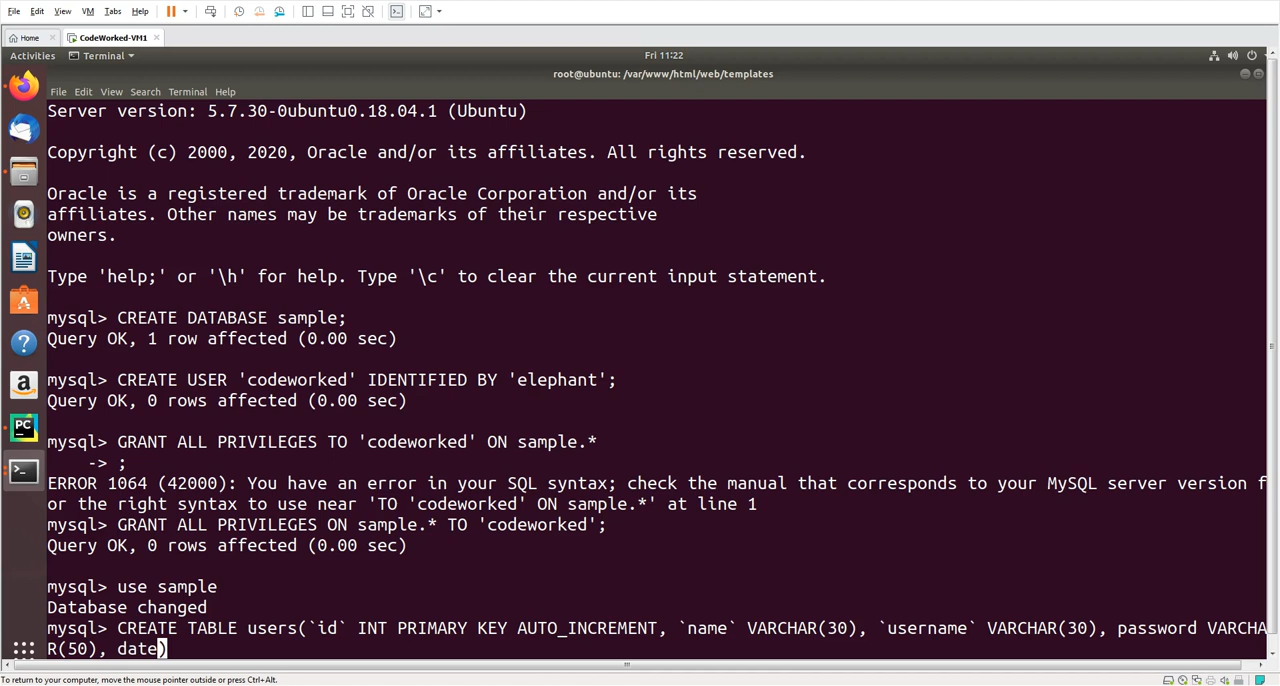 File Edit View VM Tabs Help
Home CodeWorked-VM1
Activities Terminal Fri 11:22
root@ubuntu: /var/www/html/web/templates
File Edit View Search Terminal Help
Server version: 5.7.30-0ubuntu0.18.04.1 (Ubuntu)
Copyright (c) 2000, 2020, Oracle and/or its affiliates. All rights reserved.
Oracle is a registered trademark of Oracle Corporation and/or its
affiliates. Other names may be trademarks of their respective
owners.
Type 'help;' or '\h' for help. Type '\c' to clear the current input statement.
mysql> CREATE DATABASE sample;
Query OK, 1 row affected (0.00 sec)
mysql> CREATE USER 'codeworked' IDENTIFIED BY 'elephant';
Query OK, 0 rows affected (0.00 sec)
mysql> GRANT ALL PRIVILEGES TO 'codeworked' ON sample.*
-> ;
ERROR 1064 (42000): You have an error in your SQL syntax; check the manual that corresponds to your MySQL server version f
or the right syntax to use near 'TO 'codeworked' ON sample.*' at line 1
mysql> GRANT ALL PRIVILEGES ON sample.* TO 'codeworked';
Query OK, 0 rows affected (0.00 sec)
mysql> use sample
Database changed
mysql> CREATE TABLE users(`id` INT PRIMARY KEY AUTO_INCREMENT, `name` VARCHAR(30), `username` VARCHAR(30), password VARCHA
R(50), date)
To return to your computer, move the mouse pointer outside or press Ctrl+Alt.